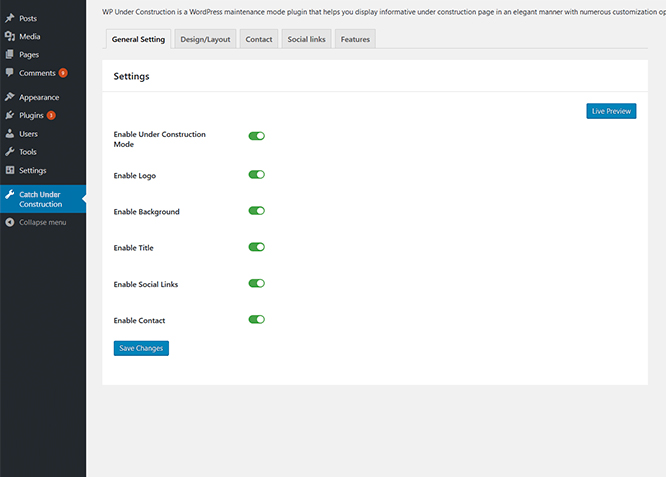 WP Under Construction is a WordPress maintenance mode plugin that helps you display informative under construction page in an elegant manner with numerous customization op
Posts
Media
Pages
Comments
Appearance
Plugins
Users
Tools
Settings
Catch Under
Construction
Collapse menu
General Setting Design/Layout Contact Social links Features
Settings
Live Preview
Enable Under Construction
Mode
Enable Logo
Enable Background
Enable Title
Enable Social Links
Enable Contact
Save Changes